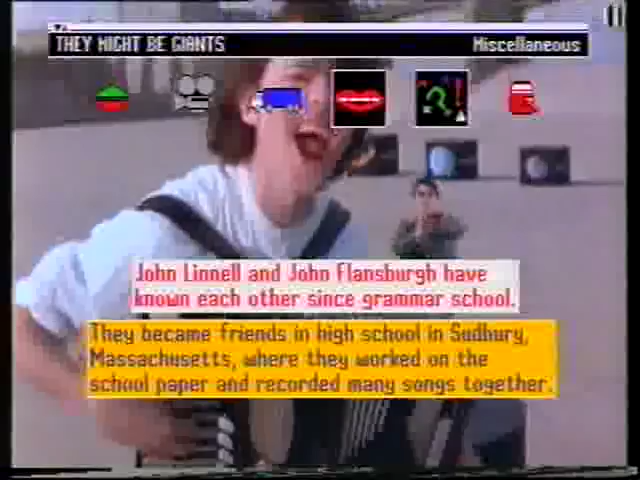 THEY MIGHT BE GIANTS
Miscellaneous
John Linnell and John Flansburgh have
known each other since grammar school.
They became friends in high school in Sudbury,
Massachusetts, where they worked on the
school paper and recorded many songs together.